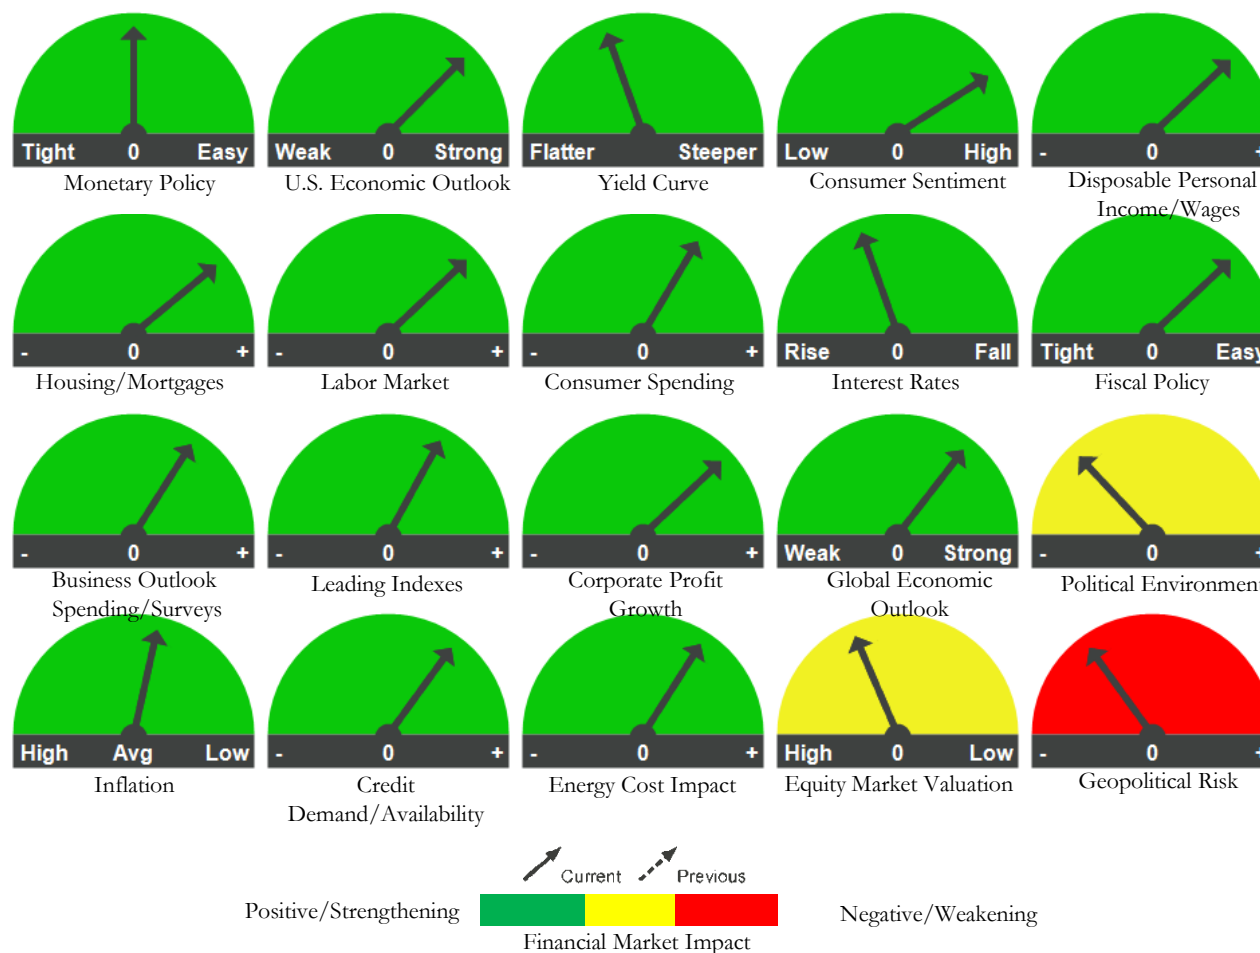 Tight 0 Easy
Monetary Policy
Weak 0 Strong
U.S. Economic Outlook
Flatter Steeper
Yield Curve
Low 0 High
Consumer Sentiment
- 0 +
Disposable Personal
Income/Wages
- 0 +
Housing/Mortgages
- 0 +
Labor Market
- 0 +
Consumer Spending
Rise 0 Fall
Interest Rates
Tight 0 Easy
Fiscal Policy
- 0 +
Business Outlook
Spending/Surveys
- 0 +
Leading Indexes
- 0 +
Corporate Profit
Growth
Weak 0 Strong
Global Economic
Outlook
- 0 +
Political Environment
High Avg Low
Inflation
- 0 +
Credit
Demand/Availability
- 0 +
Energy Cost Impact
High 0 Low
Equity Market Valuation
- 0 +
Geopolitical Risk
Current Previous
Positive/Strengthening Negative/Weakening
Financial Market Impact